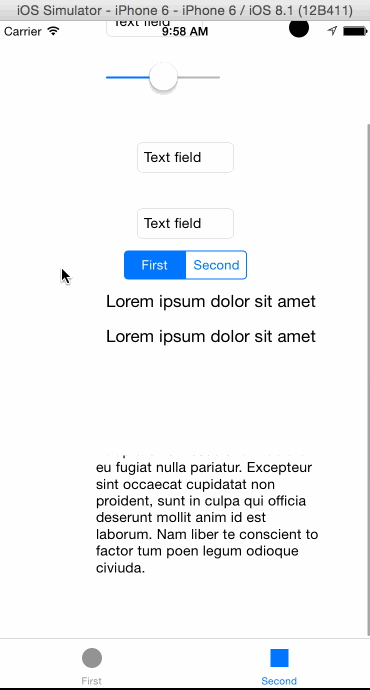 iOS Simulator - iPhone 6 - iPhone 6 / iOS 8.1 (12B411)
Text field
Carrier 9:58 AM
Text field
Text field
First Second
Lorem ipsum dolor sit amet
Lorem ipsum dolor sit amet
eu fugiat nulla pariatur. Excepteur
sint occaecat cupidatat non
proident, sunt in culpa qui officia
deserunt mollit anim id est
laborum. Nam liber te conscient to
factor tum poen legum odioque
civiuda.
First Second